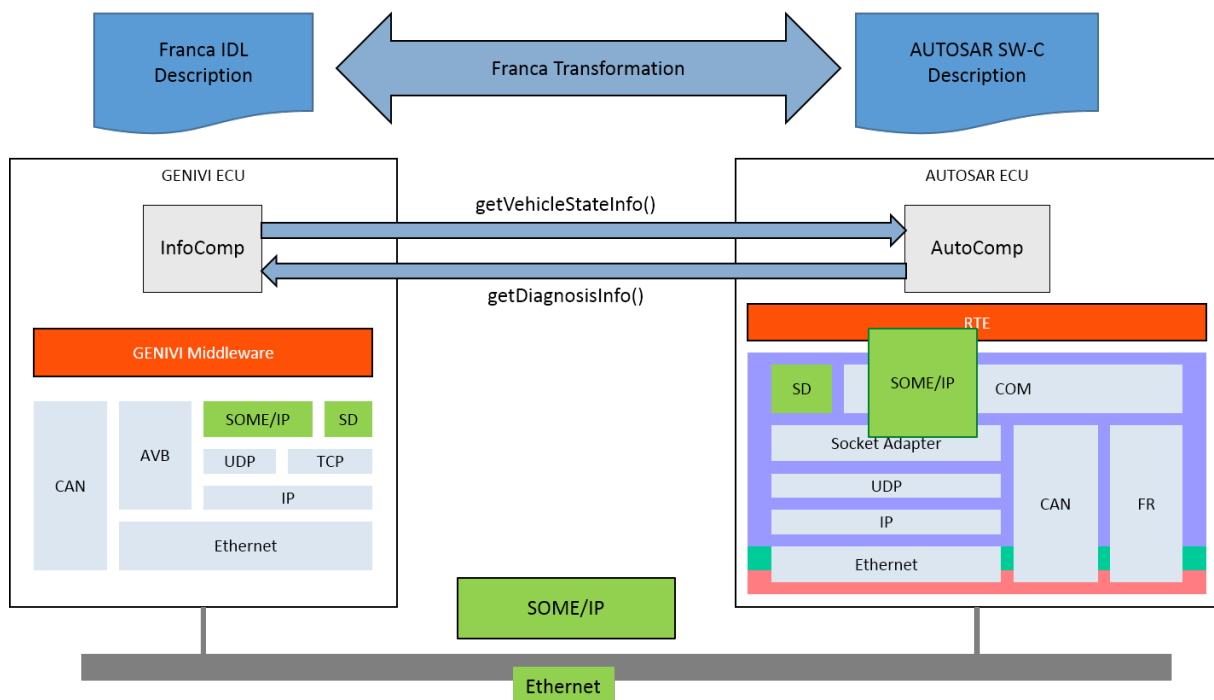 Franca IDL
Description
Franca Transformation
AUTOSAR SW-C
Description
GENIVI ECU
InfoComp
getVehicleStateInfo()
getDiagnosisInfo()
AUTOSAR ECU
AutoComp
GENIVI Middleware
CAN
AVB
SOME/IP
SD
UDP
TCP
IP
Ethernet
RTE
SD
SOME/IP
COM
Socket Adapter
UDP
IP
Ethernet
CAN
FR
SOME/IP
Ethernet